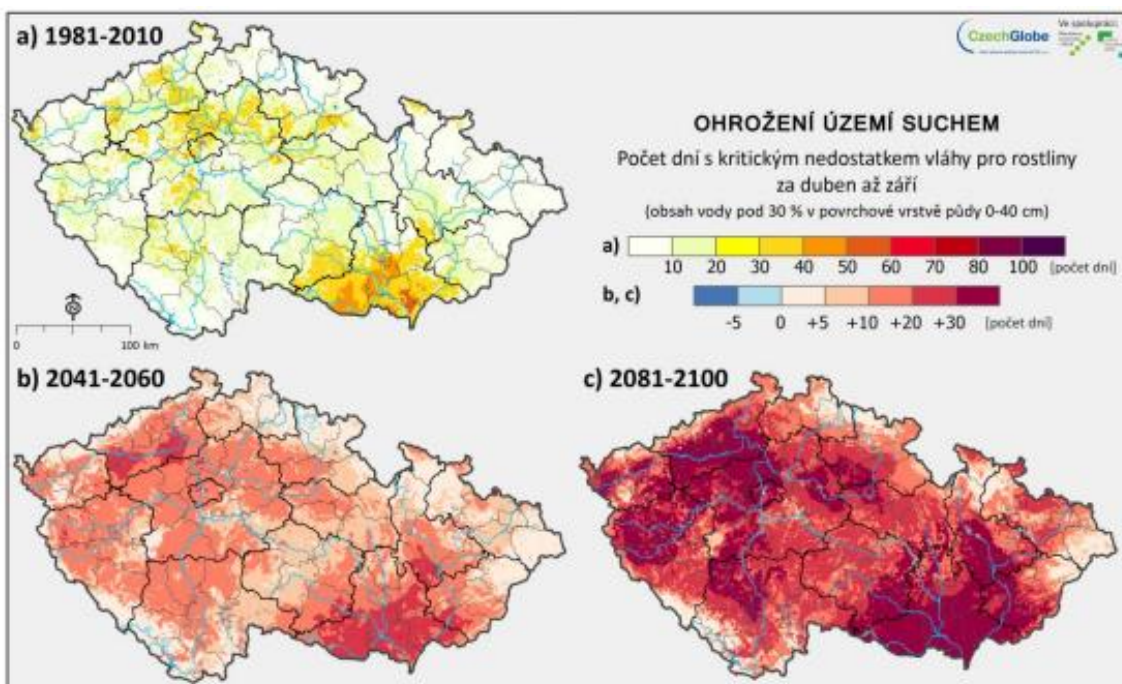 a) 1981-2010
CzechGlobe
Ve spolupráci:
OHROŽENÍ ÚZEMÍ SUCHEM
Počet dní s kritickým nedostatkem vláhy pro rostliny
za duben až září
(obsah vody pod 30 % v povrchové vrstvě půdy 0-40 cm)
a)
10 20 30 40 50 60 70 80 100 [počet dní]
b, c)
-5 0 +5 +10 +20 +30 [počet dní]
0 100 km
b) 2041-2060
c) 2081-2100